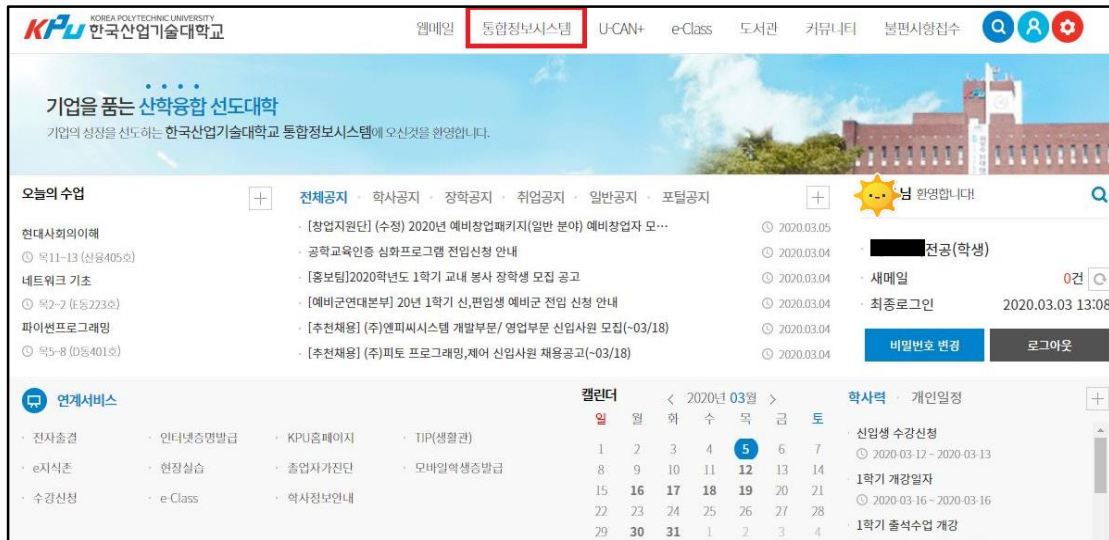 KPU KOREA POLYTECHNIC UNIVERSITY
한국산업기술대학교
웹메일 통합정보시스템 U-CAN+ e-Class 도서관 커뮤니티 불편사항접수
기업을 품는 산학융합 선도대학
기업의 성장을 선도하는 한국산업기술대학교 통합정보시스템에 오신것을 환영합니다.
오늘의 수업
현대사회의이해
목11~13 (산융405호)
네트워크 기초
목2~2 (E동223호)
파이썬프로그래밍
목5~8 (D동401호)
전체공지 · 학사공지 · 장학공지 · 취업공지 · 일반공지 · 포털공지
· [창업지원단] (수정) 2020년 예비창업패키지(일반 분야) 예비창업자 모… 2020.03.05
· 공학교육인증 심화프로그램 전입신청 안내 2020.03.04
· [홍보팀]2020학년도 1학기 교내 봉사 장학생 모집 공고 2020.03.04
· [예비군연대본부] 20년 1학기 신,편입생 예비군 전입 신청 안내 2020.03.04
· [추천채용] (주)엔피씨시스템 개발부문/ 영업부문 신입사원 모집(~03/18) 2020.03.04
· [추천채용] (주)피토 프로그래밍,제어 신입사원 채용공고(~03/18) 2020.03.04
님 환영합니다!
· 전공(학생)
· 새메일 0건
· 최종로그인 2020.03.03 13:08
비밀번호 변경 로그아웃
연계서비스
· 전자출결 · 인터넷증명발급 · KPU홈페이지 · TIP(생활관)
· e지식존 · 현장실습 · 졸업자가진단 · 모바일학생증발급
· 수강신청 · e-Class · 학사정보안내
캘린더 < 2020년 03월 >
일 월 화 수 목 금 토
1 2 3 4 5 6 7
8 9 10 11 12 13 14
15 16 17 18 19 20 21
22 23 24 25 26 27 28
29 30 31 1 2 3 4
학사력 · 개인일정
· 신입생 수강신청
2020-03-12 ~ 2020-03-13
· 1학기 개강일자
2020-03-16 ~ 2020-03-16
· 1학기 출석수업 개강